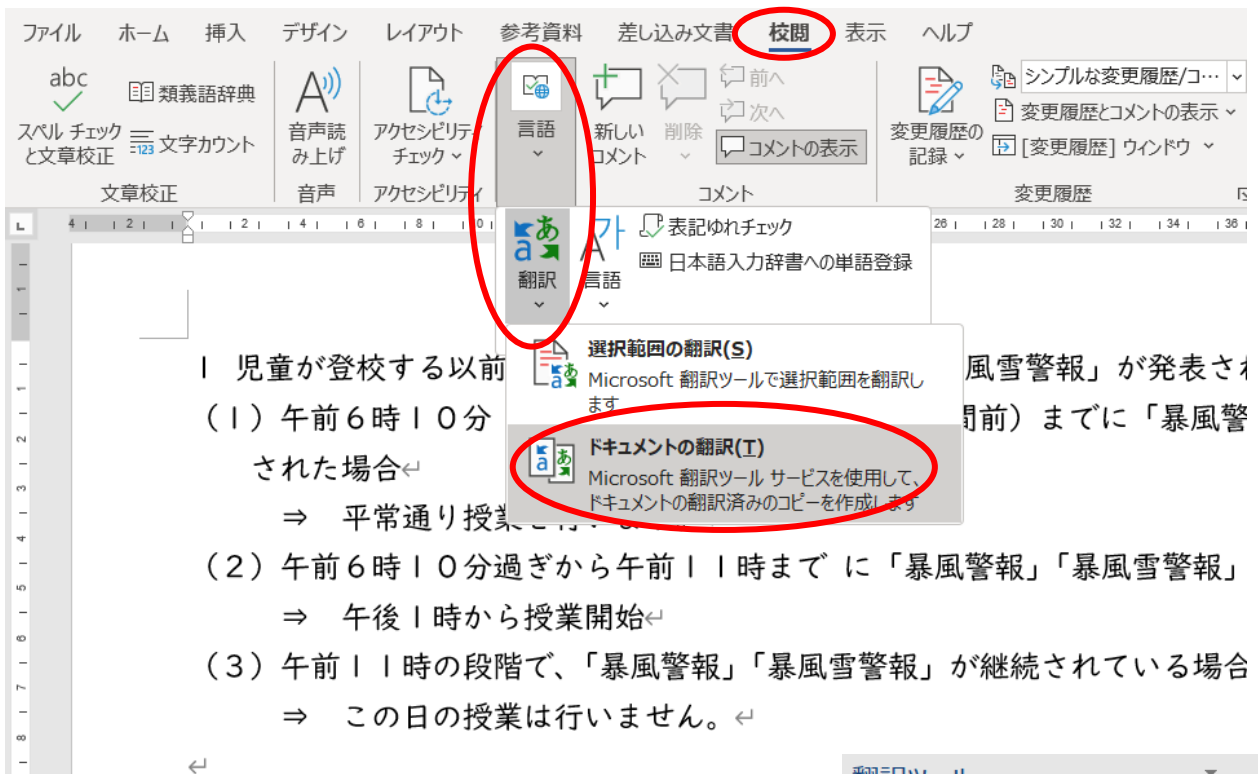 ファイル ホーム 挿入 デザイン レイアウト 参考資料 差し込み文書 校閲 表示 ヘルプ
abc
スペル チェックと文章校正
類義語辞典
文字カウント
文章校正
音声読み上げ
音声
アクセシビリティ チェック
アクセシビリティ
言語
新しいコメント
削除
前へ
次へ
コメントの表示
コメント
変更履歴の記録
シンプルな変更履歴/コ…
変更履歴とコメントの表示
[変更履歴] ウィンドウ
変更履歴
翻訳
言語
表記ゆれチェック
日本語入力辞書への単語登録
選択範囲の翻訳(S)
Microsoft 翻訳ツールで選択範囲を翻訳し
ます
ドキュメントの翻訳(T)
Microsoft 翻訳ツール サービスを使用して、
ドキュメントの翻訳済みのコピーを作成します
1 児童が登校する以前 風雪警報」が発表され
(1)午前6時10分 間前)までに「暴風警
された場合↵
⇒ 平常通り授業を行い
(2)午前6時10分過ぎから午前11時まで に「暴風警報」「暴風雪警報」
⇒ 午後1時から授業開始↵
(3)午前11時の段階で、「暴風警報」「暴風雪警報」が継続されている場合
⇒ この日の授業は行いません。↵
翻訳ツール